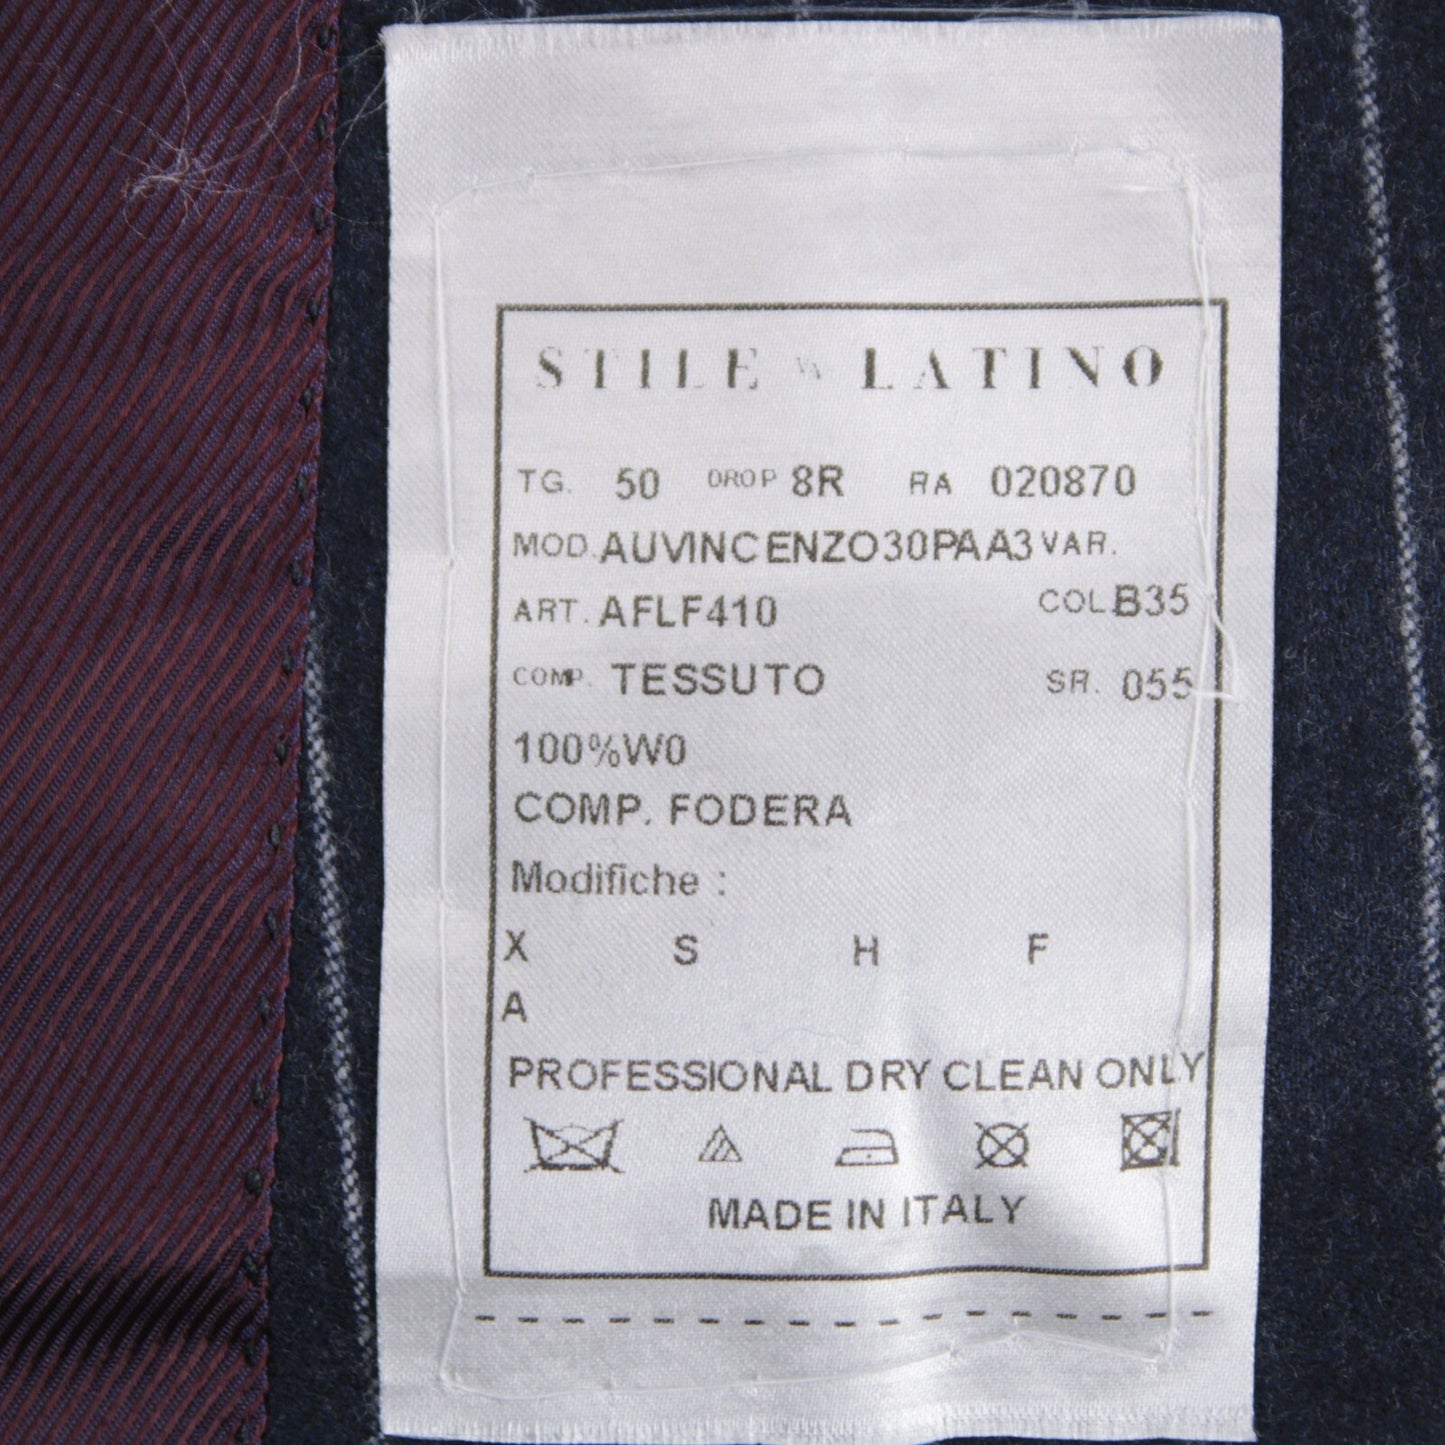 STILE LATINO
TG. 50 DROP 8R RA 020870
MOD. AUVINCENZO30PAA3 VAR.
ART. AFLF410 COL. B35
COMP. TESSUTO SR. 055
100%W0
COMP. FODERA
Modifiche :
X S H F
A
PROFESSIONAL DRY CLEAN ONLY
MADE IN ITALY